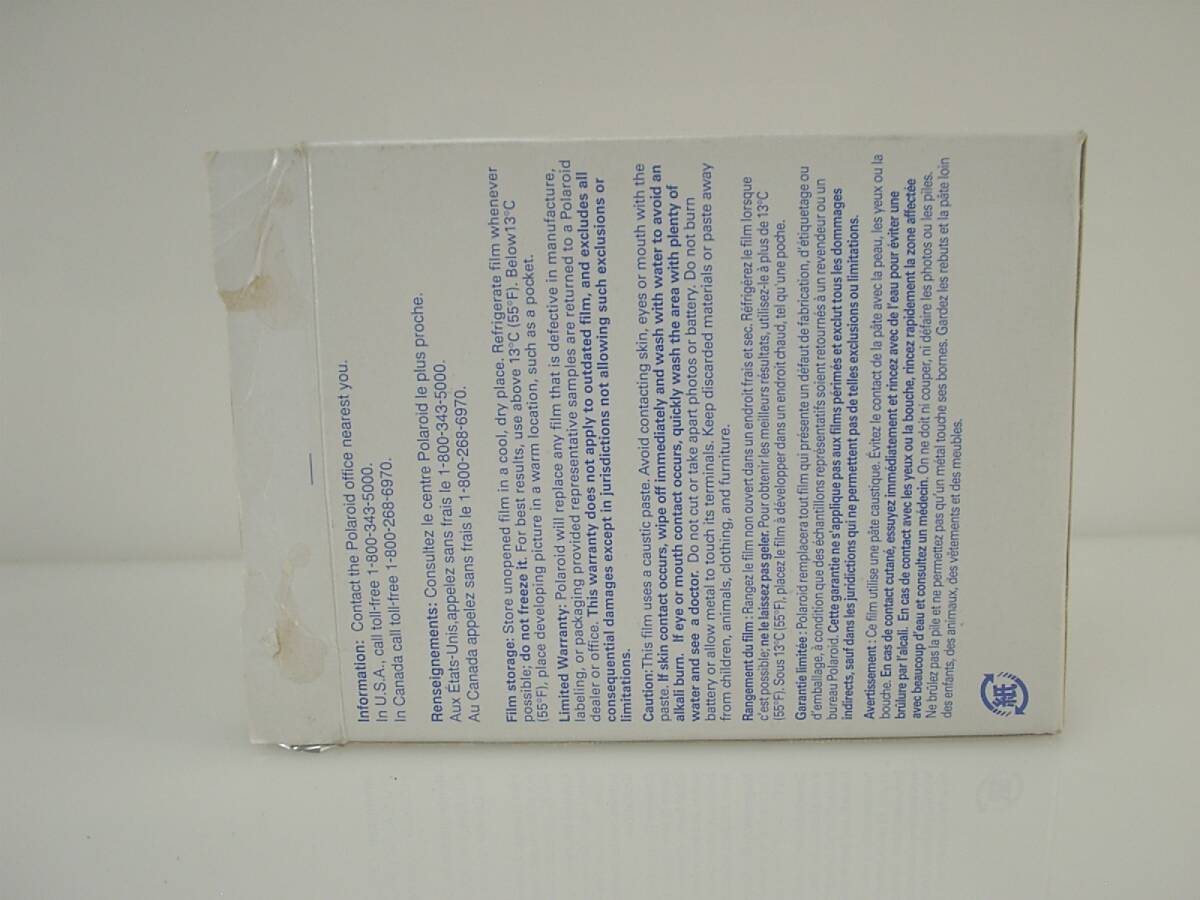 Information: Contact the Polaroid office nearest you.
In U.S.A., call toll-free 1-800-343-5000.
In Canada call toll-free 1-800-268-6970.
Renseignements: Consultez le centre Polaroid le plus proche.
Aux États-Unis,appelez sans frais le 1-800-343-5000.
Au Canada appelez sans frais le 1-800-268-6970.
Film storage: Store unopened film in a cool, dry place. Refrigerate film whenever
possible; do not freeze it. For best results, use above 13°C (55°F). Below13°C
(55°F), place developing picture in a warm location, such as a pocket.
Limited Warranty: Polaroid will replace any film that is defective in manufacture,
labeling, or packaging provided representative samples are returned to a Polaroid
dealer or office. This warranty does not apply to outdated film, and excludes all
consequential damages except in jurisdictions not allowing such exclusions or
limitations.
Caution:This film uses a caustic paste. Avoid contacting skin, eyes or mouth with the
paste. If skin contact occurs, wipe off immediately and wash with water to avoid an
alkali burn. If eye or mouth contact occurs, quickly wash the area with plenty of
water and see a doctor. Do not cut or take apart photos or battery. Do not burn
battery or allow metal to touch its terminals. Keep discarded materials or paste away
from children, animals, clothing, and furniture.
Rangement du film : Rangez le film non ouvert dans un endroit frais et sec. Réfrigérez le film lorsque
c'est possible; ne le laissez pas geler. Pour obtenir les meilleurs résultats, utilisez-le à plus de 13°C
(55°F). Sous 13°C (55°F), placez le film à développer dans un endroit chaud, tel qu'une poche.
Garantie limitée : Polaroid remplacera tout film qui présente un défaut de fabrication, d'étiquetage ou
d'emballage, à condition que des échantillons représentatifs soient retournés à un revendeur ou un
bureau Polaroid. Cette garantie ne s'applique pas aux films périmés et exclut tous les dommages
indirects, sauf dans les juridictions qui ne permettent pas de telles exclusions ou limitations.
Avertissement : Ce film utilise une pâte caustique. Évitez le contact de la pâte avec la peau, les yeux ou la
bouche. En cas de contact cutané, essuyez immédiatement et rincez avec de l'eau pour éviter une
brûlure par l'alcali. En cas de contact avec les yeux ou la bouche, rincez rapidement la zone affectée
avec beaucoup d'eau et consultez un médecin. On ne doit ni couper, ni défaire les photos ou les piles.
Ne brûlez pas la pile et ne permettez pas qu'un métal touche ses bornes. Gardez les rebuts et la pâte loin
des enfants, des animaux, des vêtements et des meubles.
紙